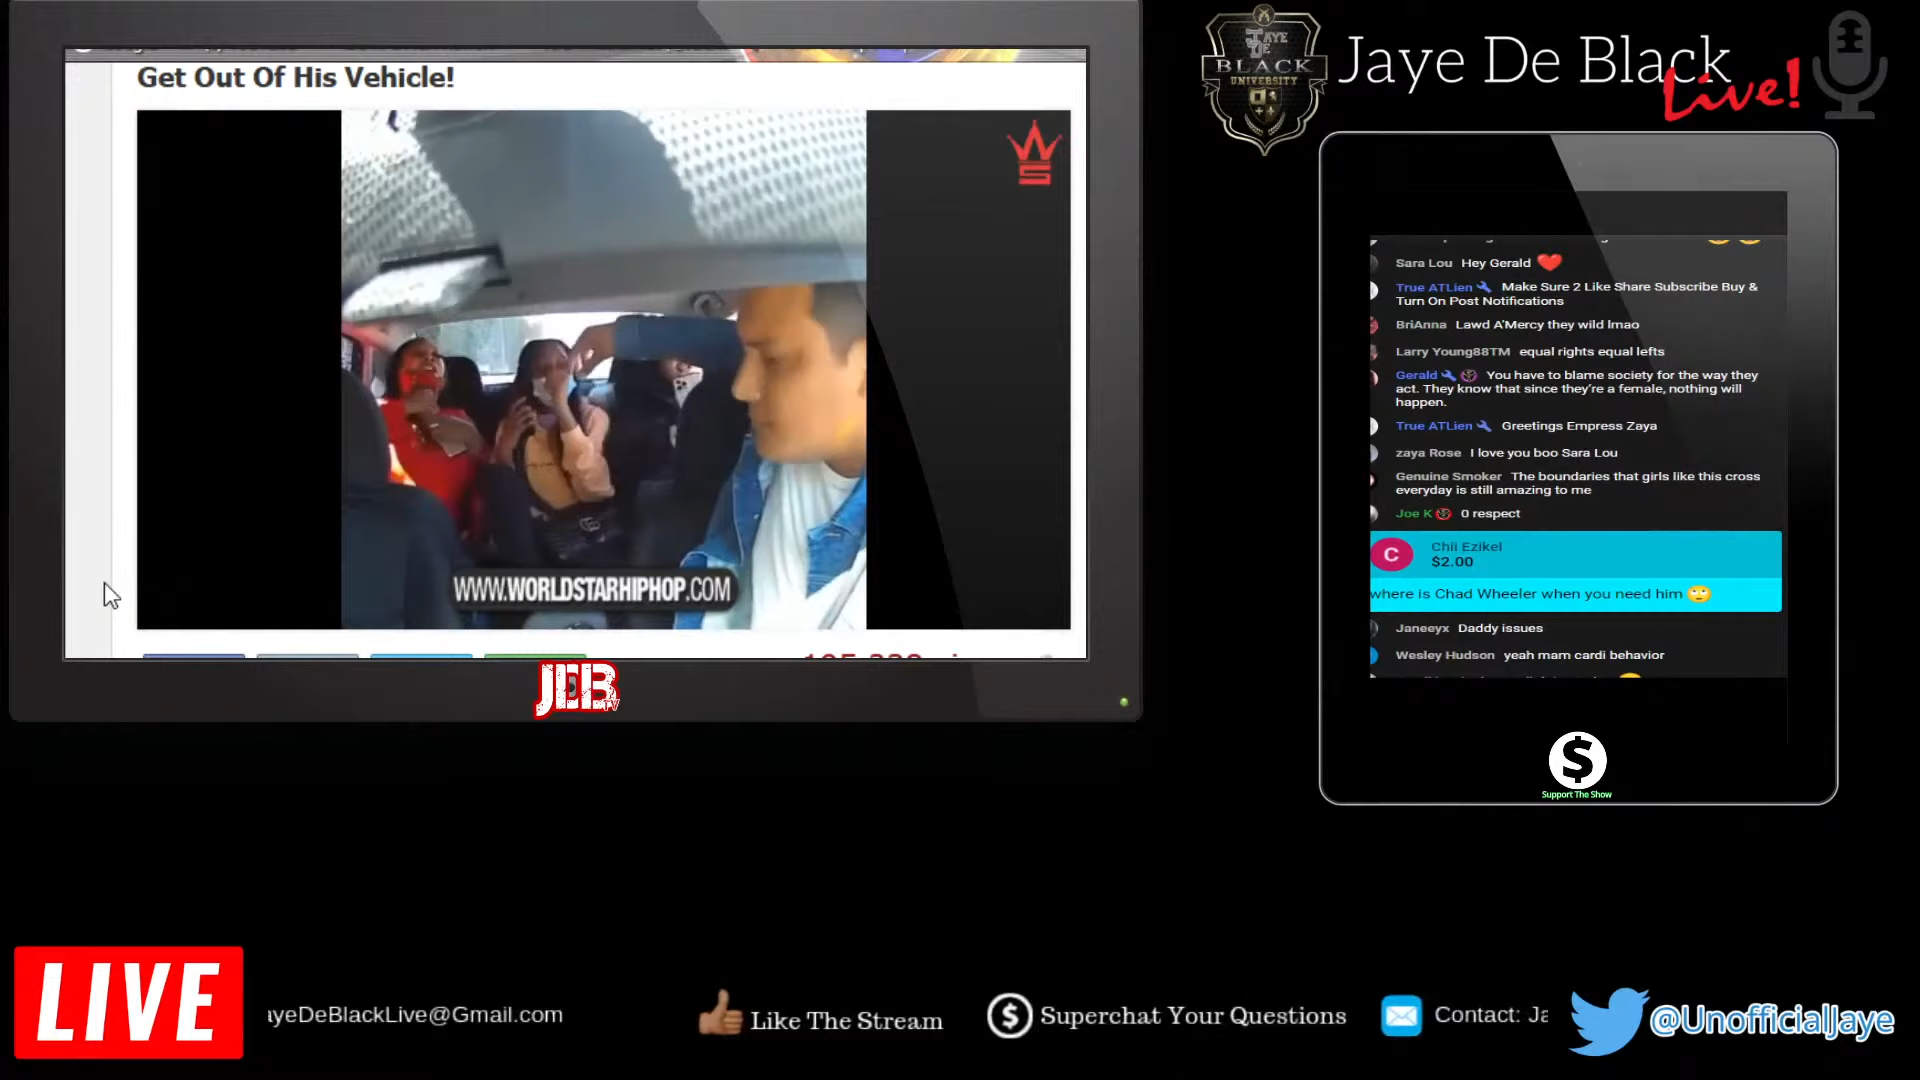 Get Out Of His Vehicle!
WWW.WORLDSTARHIPHOP.COM
JAYE
DE
BLACK
UNIVERSITY
Jaye De Black
Live!
Sara Lou Hey Gerald
True ATLien Make Sure 2 Like Share Subscribe Buy &
Turn On Post Notifications
BriAnna Lawd A'Mercy they wild lmao
Larry Young88TM equal rights equal lefts
Gerald You have to blame society for the way they
act. They know that since they're a female, nothing will
happen.
True ATLien Greetings Empress Zaya
zaya Rose I love you boo Sara Lou
Genuine Smoker The boundaries that girls like this cross
everyday is still amazing to me
Joe K 0 respect
C
Chii Ezikel
$2.00
where is Chad Wheeler when you need him
Janeeyx Daddy issues
Wesley Hudson yeah mam cardi behavior
$
Support The Show
TV
LIVE
ayeDeBlackLive@Gmail.com
Like The Stream
$
Superchat Your Questions
Contact: Ja
@UnofficialJaye